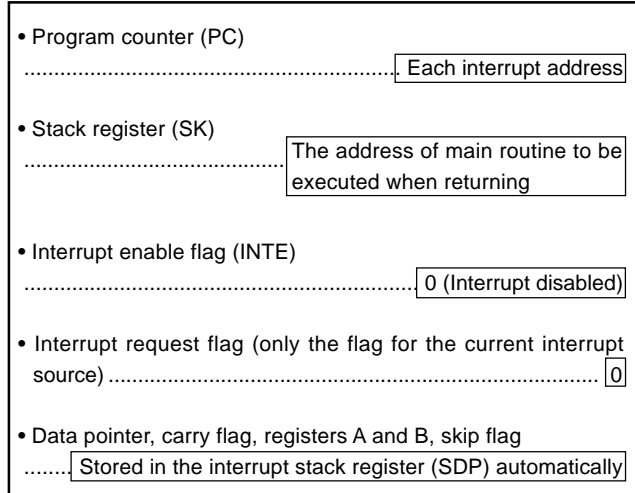 • Program counter (PC)
............................................................... Each interrupt address
• Stack register (SK)
............................................ The address of main routine to be
executed when returning
• Interrupt enable flag (INTE)
.................................................................. 0 (Interrupt disabled)
• Interrupt request flag (only the flag for the current interrupt
source) ................................................................................... 0
• Data pointer, carry flag, registers A and B, skip flag
........ Stored in the interrupt stack register (SDP) automatically